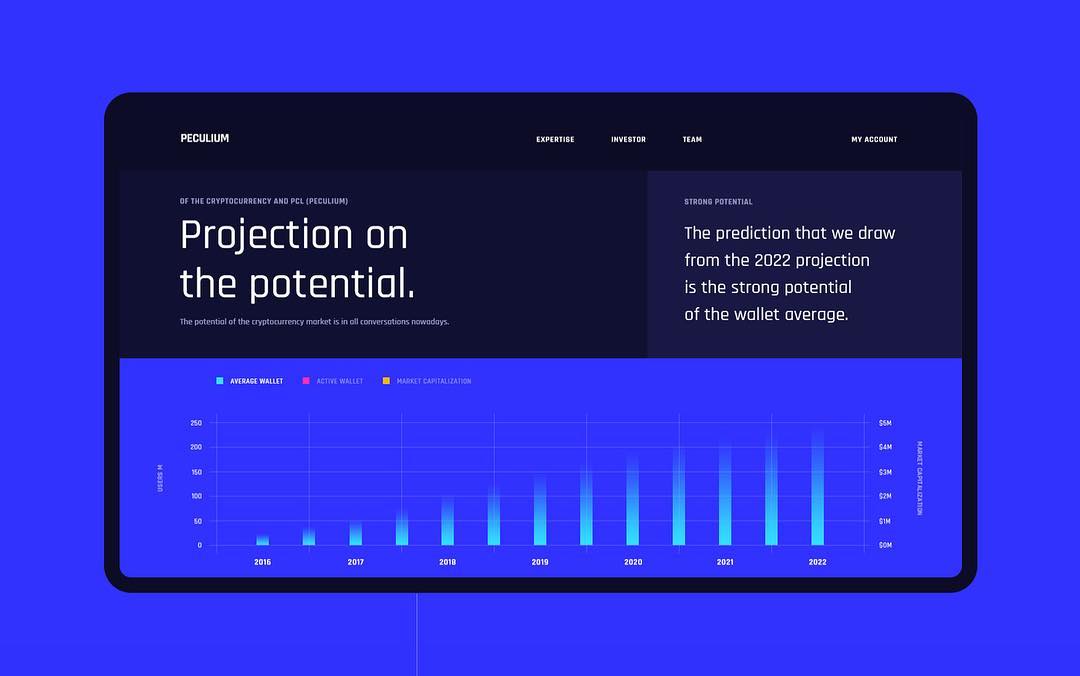 PECULIUM
EXPERTISE INVESTOR TEAM MY ACCOUNT
OF THE CRYPTOCURRENCY AND PCL (PECULIUM)
Projection on
the potential.
The potential of the cryptocurrency market is in all conversations nowadays.
STRONG POTENTIAL
The prediction that we draw
from the 2022 projection
is the strong potential
of the wallet average.
AVERAGE WALLET ACTIVE WALLET MARKET CAPITALIZATION
USERS M
250
200
150
100
50
0
$5M
$4M
$3M
$2M
$1M
$0M
MARKET CAPITALIZATION
2016 2017 2018 2019 2020 2021 2022